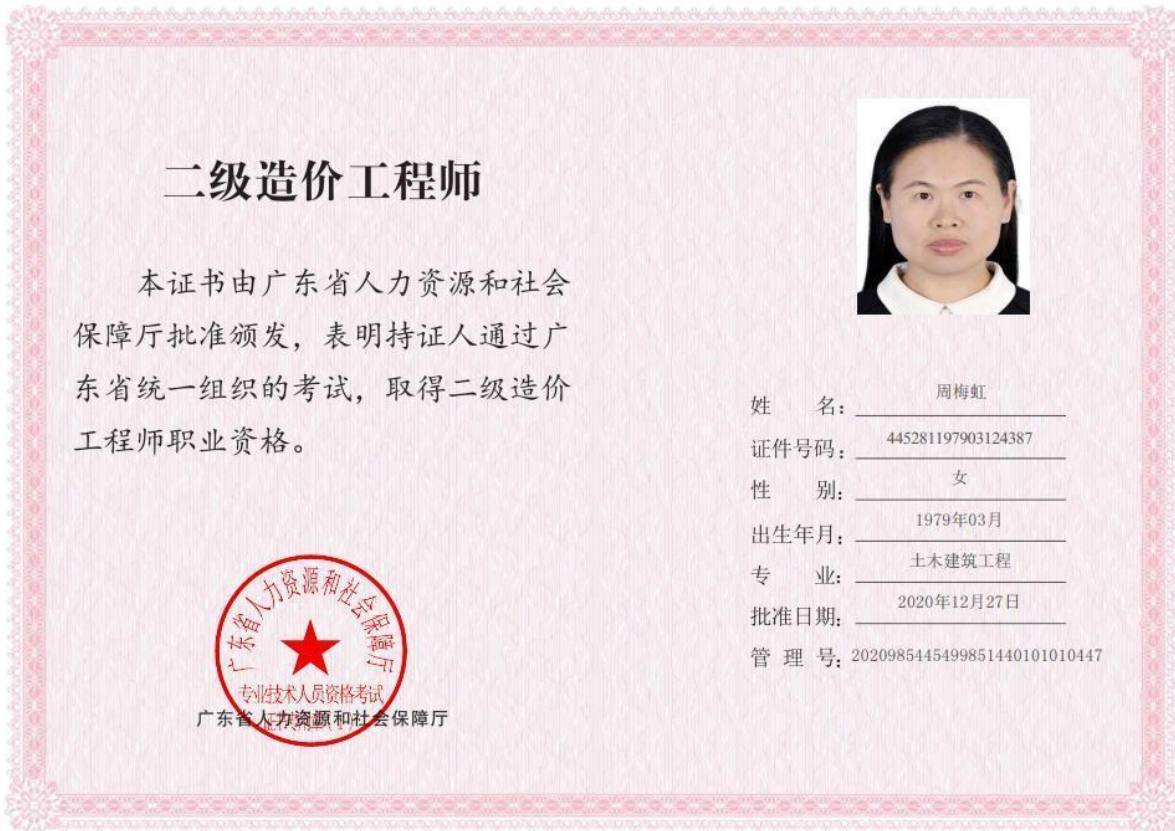 二级造价工程师
本证书由广东省人力资源和社会
保障厅批准颁发，表明持证人通过广
东省统一组织的考试，取得二级造价
工程师职业资格。
广东省人力资源和社会保障厅
专业技术人员资格考试
广东省人力资源和社会保障厅
姓 名：周梅虹
证件号码：445281197903124387
性 别：女
出生年月：1979年03月
专 业：土木建筑工程
批准日期：2020年12月27日
管 理 号：2020985445499851440101010447